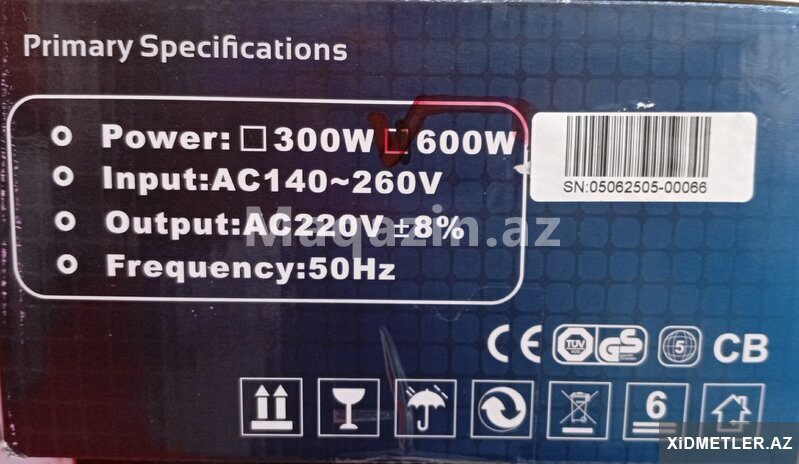 Primary Specifications
Power: 300W 600W
Input:AC140~260V
Output:AC220V ±8%
Frequency:50Hz
SN:05062505-00066
Maqazin.az
CE TÜV GS 5 CB
6
XiDMETLER.AZ